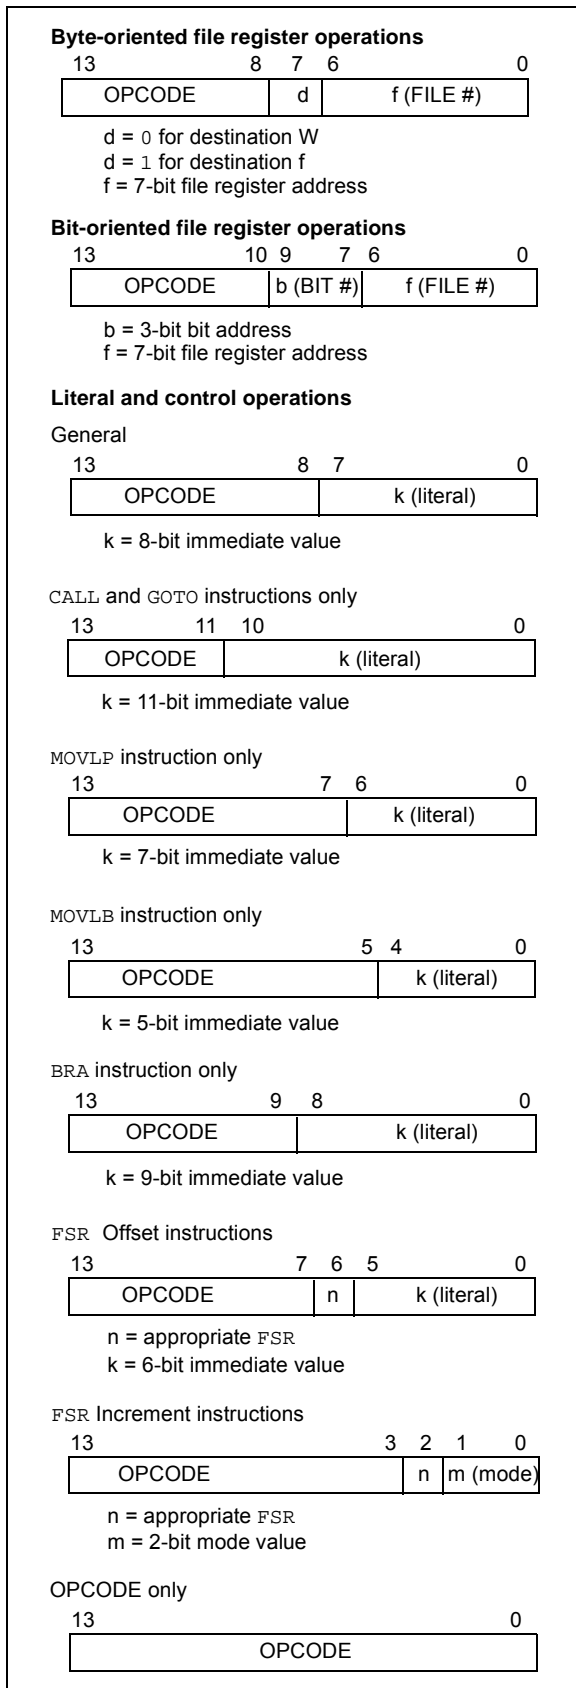 Byte-oriented file register operations
13 8 7 6 0
OPCODE d f (FILE #)
d = 0 for destination W
d = 1 for destination f
f = 7-bit file register address
Bit-oriented file register operations
13 10 9 7 6 0
OPCODE b (BIT #) f (FILE #)
b = 3-bit bit address
f = 7-bit file register address
Literal and control operations
General
13 8 7 0
OPCODE k (literal)
k = 8-bit immediate value
CALL and GOTO instructions only
13 11 10 0
OPCODE k (literal)
k = 11-bit immediate value
MOVLP instruction only
13 7 6 0
OPCODE k (literal)
k = 7-bit immediate value
MOVLB instruction only
13 5 4 0
OPCODE k (literal)
k = 5-bit immediate value
BRA instruction only
13 9 8 0
OPCODE k (literal)
k = 9-bit immediate value
FSR Offset instructions
13 7 6 5 0
OPCODE n k (literal)
n = appropriate FSR
k = 6-bit immediate value
FSR Increment instructions
13 3 2 1 0
OPCODE n m (mode)
n = appropriate FSR
m = 2-bit mode value
OPCODE only
13 0
OPCODE